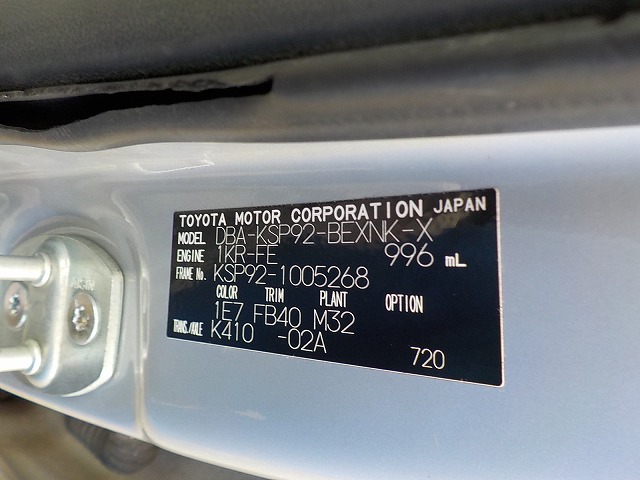 TOYOTA MOTOR CORPORATION JAPAN
MODEL DBA-KSP92-BEXNK-X
ENGINE 1KR-FE 996 mL
FRAME No. KSP92-1005268
COLOR TRIM PLANT OPTION
1E7 FB40 M32
TRANS./AXLE K410 -02A
720